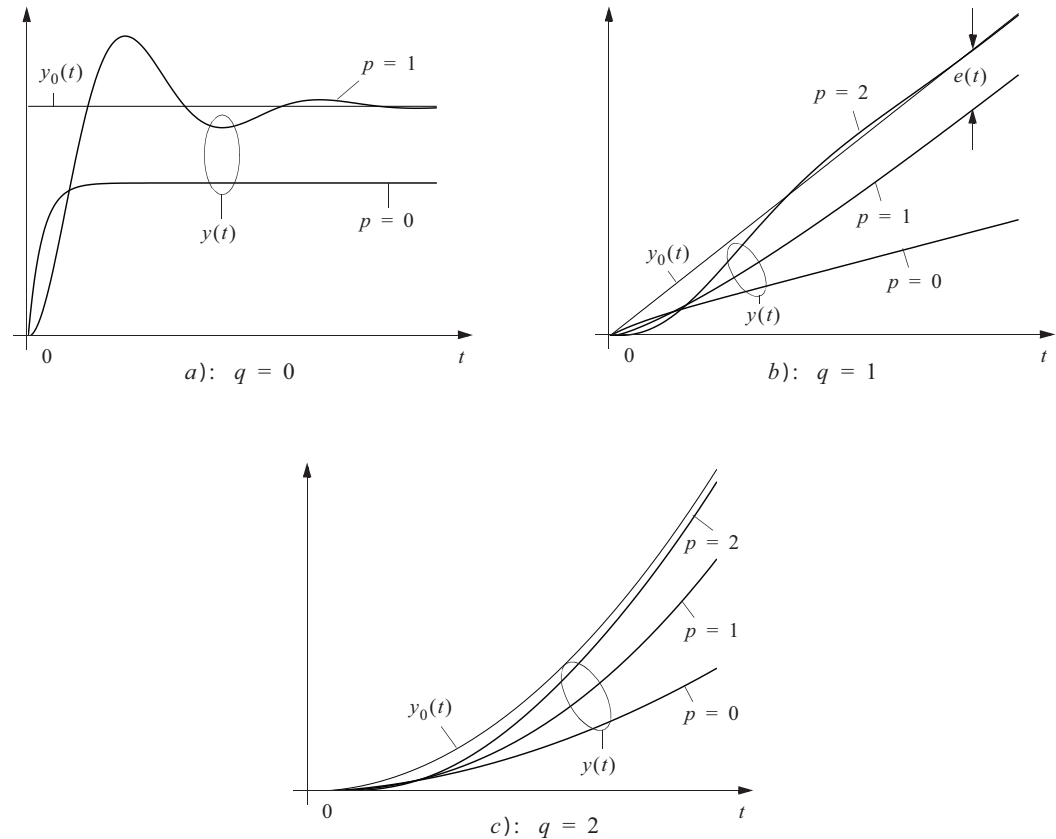 y₀(t)
p = 1
p = 0
y(t)
0
t
a): q = 0
e(t)
p = 2
p = 1
y₀(t)
p = 0
y(t)
0
t
b): q = 1
p = 2
p = 1
y₀(t)
p = 0
y(t)
0
t
c): q = 2